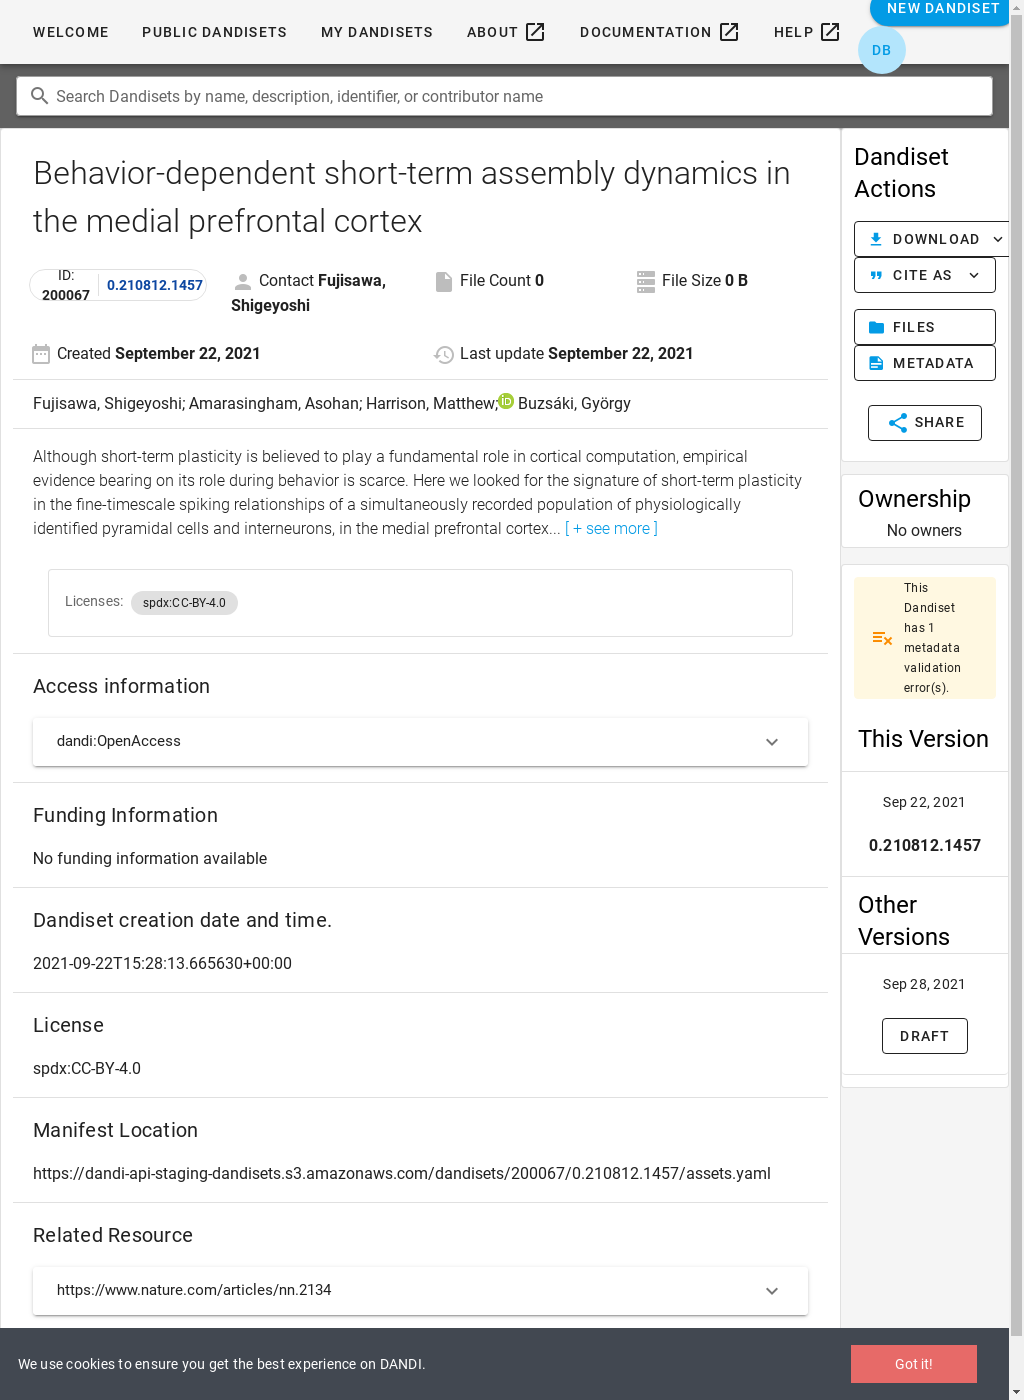 WELCOME PUBLIC DANDISETS MY DANDISETS ABOUT DOCUMENTATION HELP NEW DANDISET
DB
Search Dandisets by name, description, identifier, or contributor name
Behavior-dependent short-term assembly dynamics in
the medial prefrontal cortex
ID:
200067 0.210812.1457
Contact Fujisawa,
Shigeyoshi
File Count 0
File Size 0 B
Created September 22, 2021
Last update September 22, 2021
Fujisawa, Shigeyoshi; Amarasingham, Asohan; Harrison, Matthew; iD Buzsáki, György
Although short-term plasticity is believed to play a fundamental role in cortical computation, empirical
evidence bearing on its role during behavior is scarce. Here we looked for the signature of short-term plasticity
in the fine-timescale spiking relationships of a simultaneously recorded population of physiologically
identified pyramidal cells and interneurons, in the medial prefrontal cortex... [ + see more ]
Licenses: spdx:CC-BY-4.0
Access information
dandi:OpenAccess
Funding Information
No funding information available
Dandiset creation date and time.
2021-09-22T15:28:13.665630+00:00
License
spdx:CC-BY-4.0
Manifest Location
https://dandi-api-staging-dandisets.s3.amazonaws.com/dandisets/200067/0.210812.1457/assets.yaml
Related Resource
https://www.nature.com/articles/nn.2134
Dandiset
Actions
DOWNLOAD
CITE AS
FILES
METADATA
SHARE
Ownership
No owners
This
Dandiset
has 1
metadata
validation
error(s).
This Version
Sep 22, 2021
0.210812.1457
Other
Versions
Sep 28, 2021
DRAFT
We use cookies to ensure you get the best experience on DANDI.
Got it!